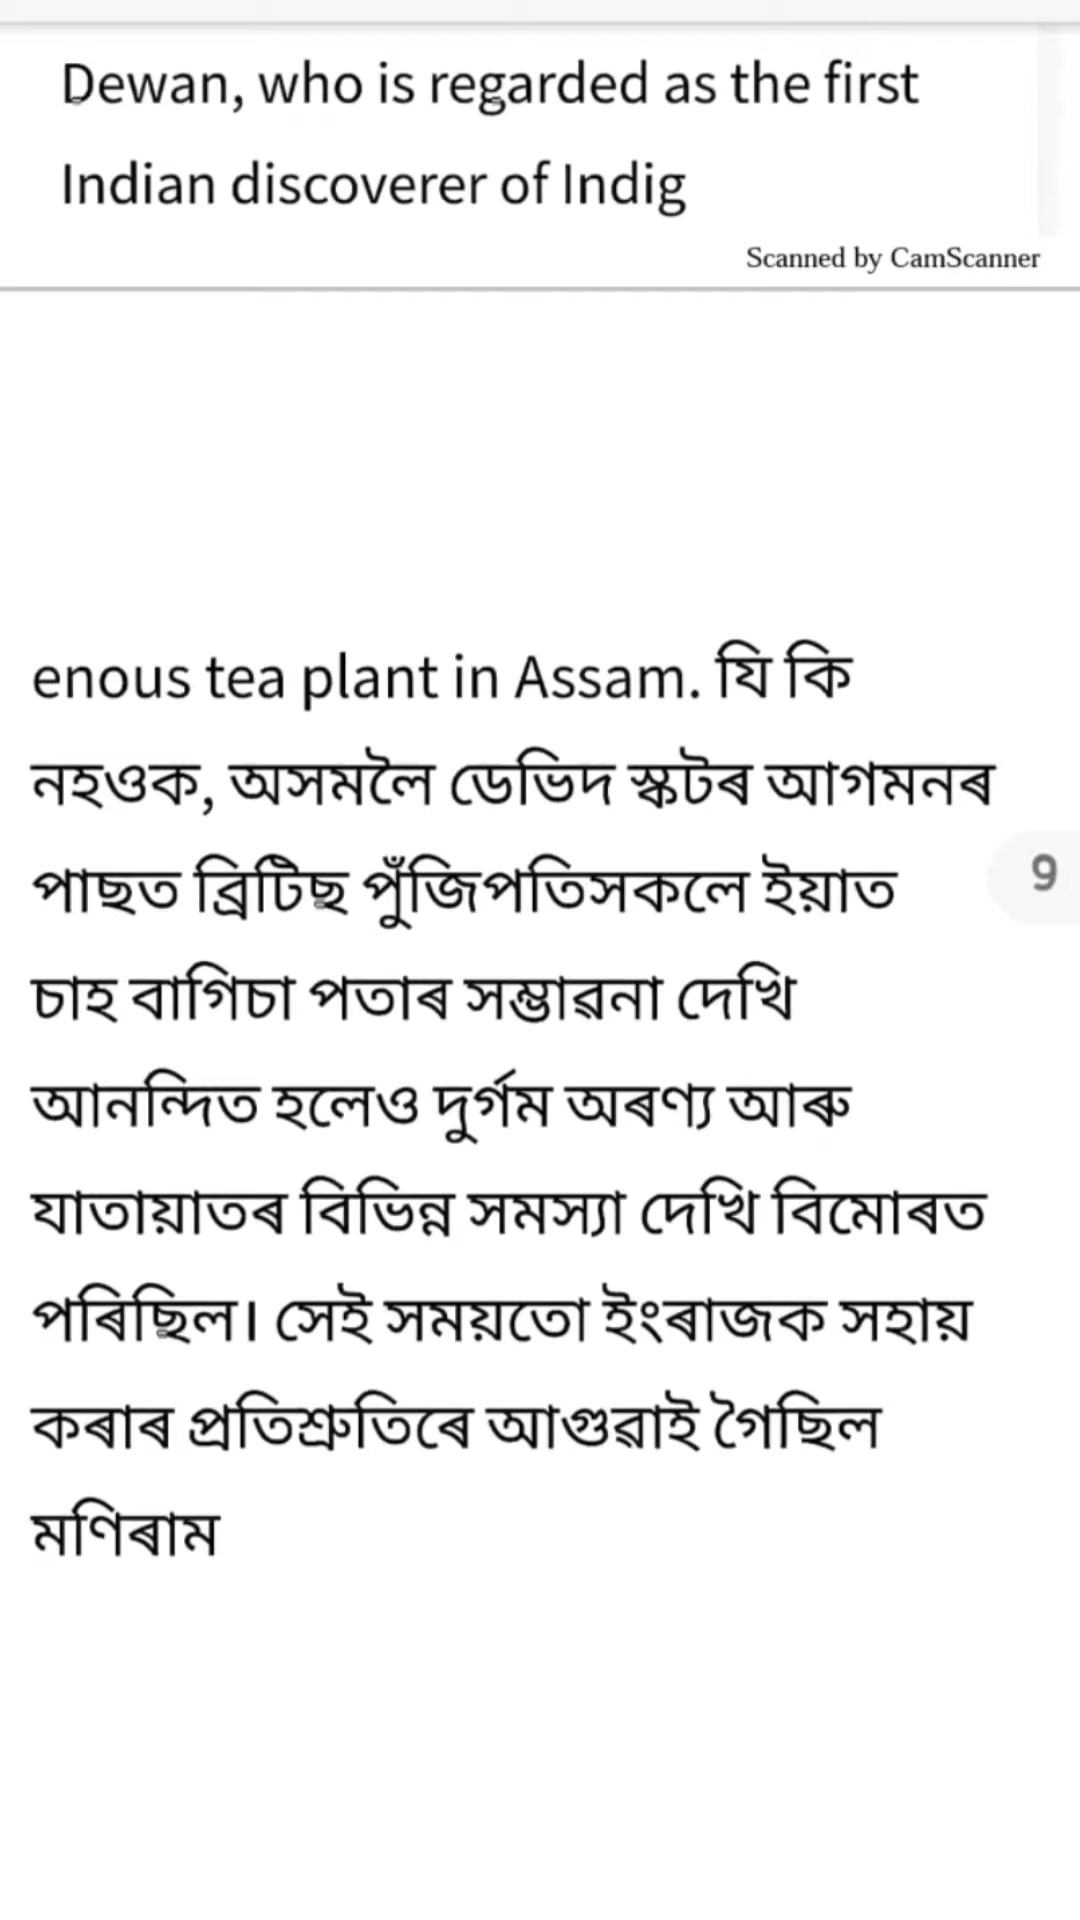 Dewan, who is regarded as the first
Indian discoverer of Indig
Scanned by CamScanner
enous tea plant in Assam. যি কি
নহওক, অসমলৈ ডেভিদ স্কটৰ আগমনৰ
পাছত ব্ৰিটিছ পুঁজিপতিসকলে ইয়াত
9
চাহ বাগিচা পতাৰ সম্ভাৱনা দেখি
আনন্দিত হলেও দুৰ্গম অৰণ্য আৰু
যাতায়াতৰ বিভিন্ন সমস্যা দেখি বিমোৰত
পৰিছিল। সেই সময়তো ইংৰাজক সহায়
কৰাৰ প্ৰতিশ্ৰুতিৰে আগুৱাই গৈছিল
মণিৰাম